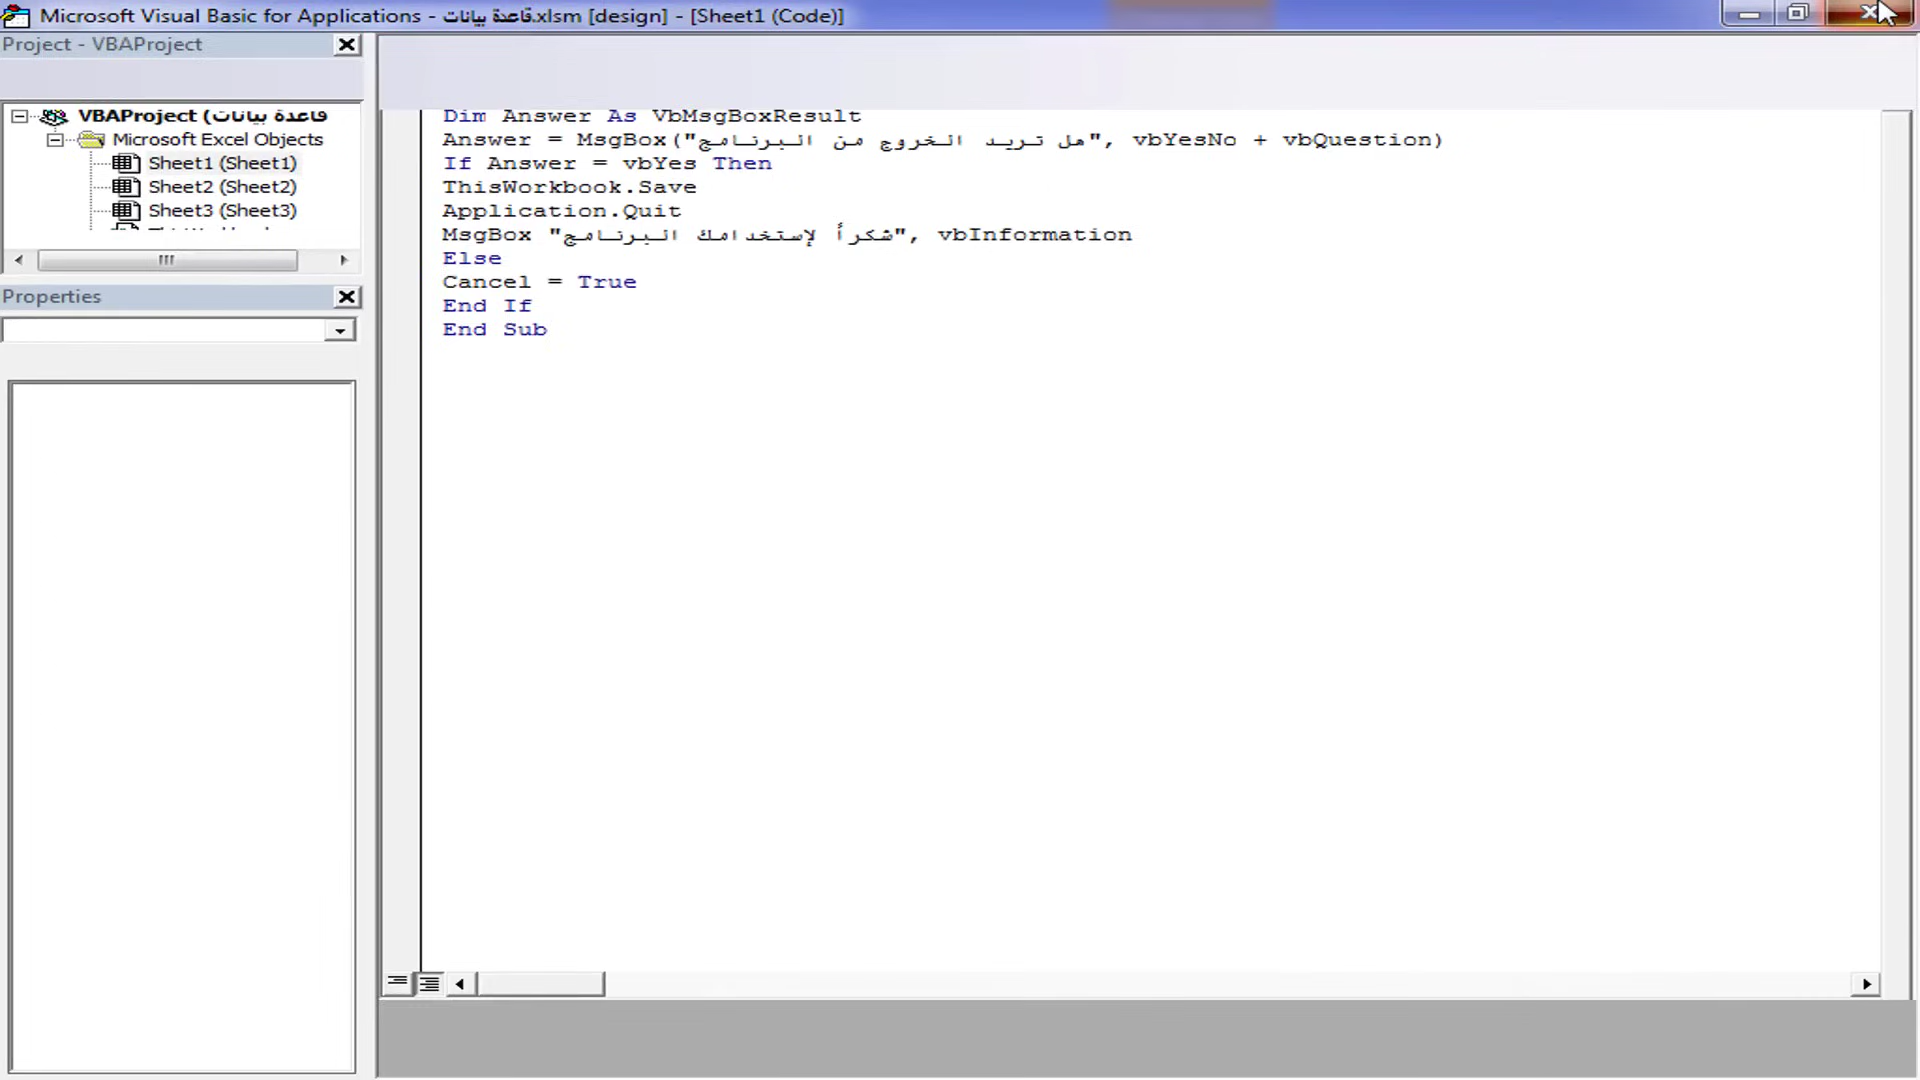 Microsoft Visual Basic for Applications - قاعدة بيانات.xlsm [design] - [Sheet1 (Code)]
Project - VBAProject
VBAProject (قاعدة بيانات
Microsoft Excel Objects
Sheet1 (Sheet1)
Sheet2 (Sheet2)
Sheet3 (Sheet3)
Properties
Dim Answer As VbMsgBoxResult
Answer = MsgBox("هل تريد الخروج من البرنامج", vbYesNo + vbQuestion)
If Answer = vbYes Then
ThisWorkbook.Save
Application.Quit
MsgBox "شكرأ لإستخدامك البرنامج", vbInformation
Else
Cancel = True
End If
End Sub